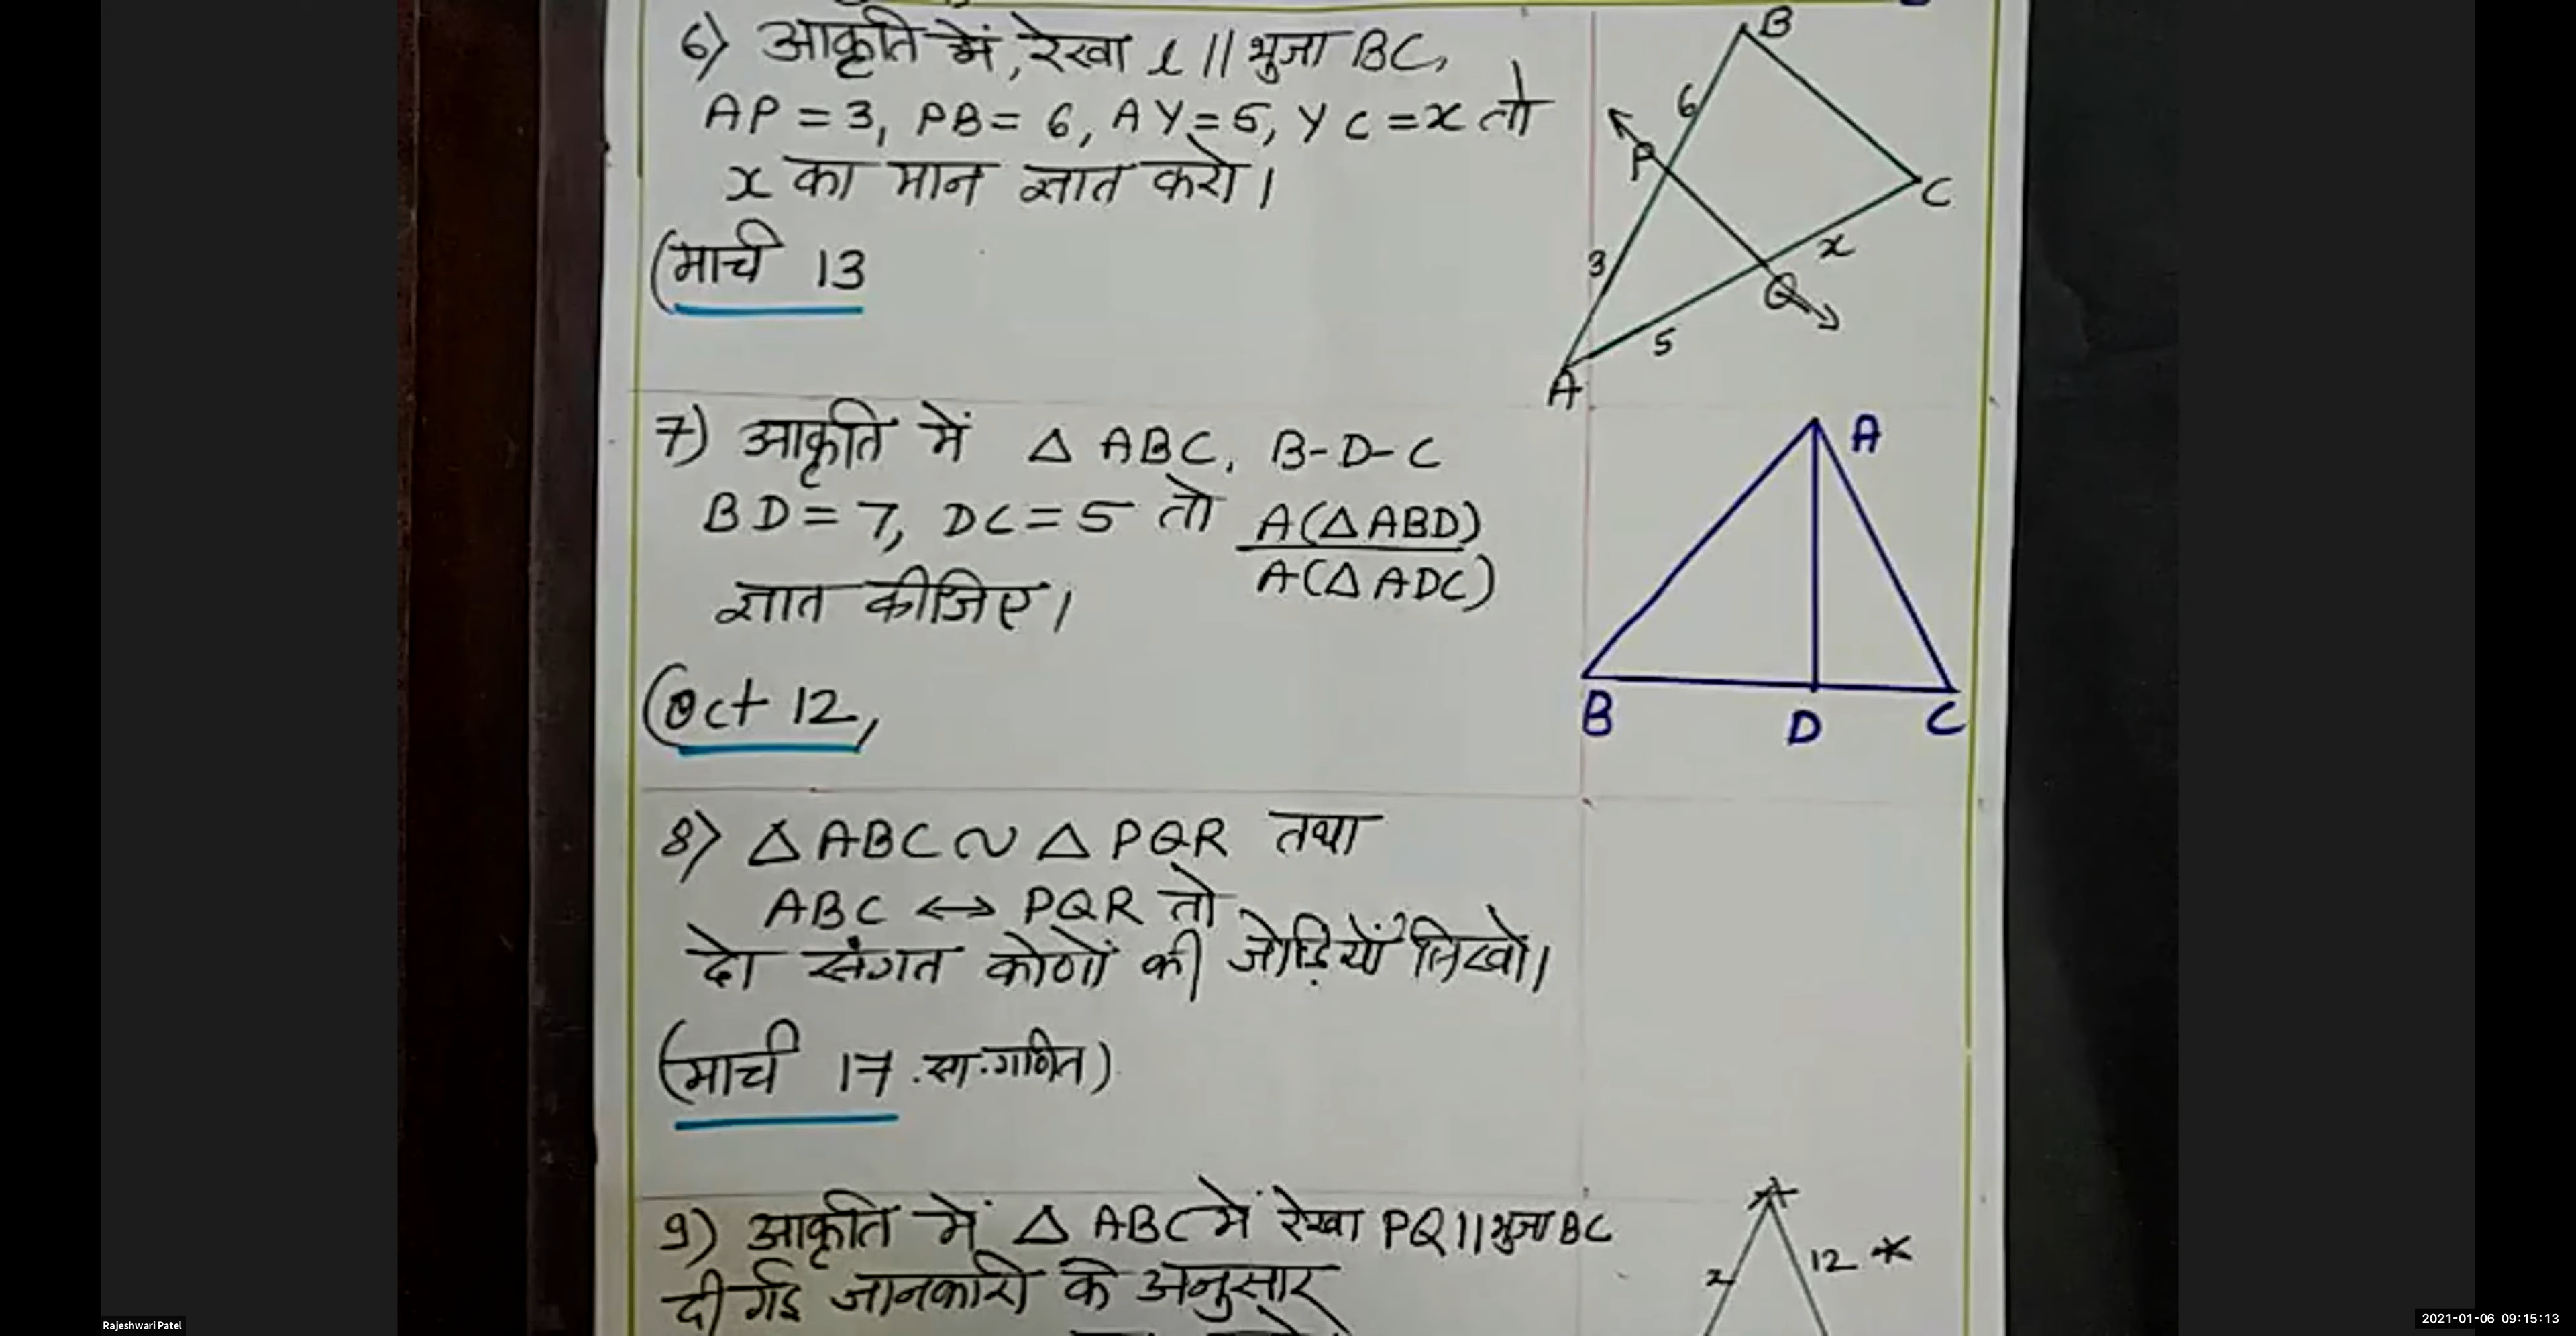 6) आकृति में, रेखा l || भुजा BC,
AP = 3, PB = 6, AY = 5, YC = x तो
x का मान ज्ञात करो।
(मार्च 13
B
6
P
C
3
x
Q
5
A
7) आकृति में △ ABC, B-D-C
BD = 7, DC = 5 तो A(△ABD)
A(△ADC)
ज्ञात कीजिए।
(Oct 12,
A
B
D
C
8) △ ABC ~ △ PQR तथा
ABC ↔ PQR तो
दो संगत कोणों की जोड़ियाँ लिखो।
(मार्च 17 .सा.गणित)
9) आकृति में △ ABC में रेखा PQ || भुजा BC
दी गई जानकारी के अनुसार
A
12
Rajeshwari Patel
2021-01-06 09:15:13